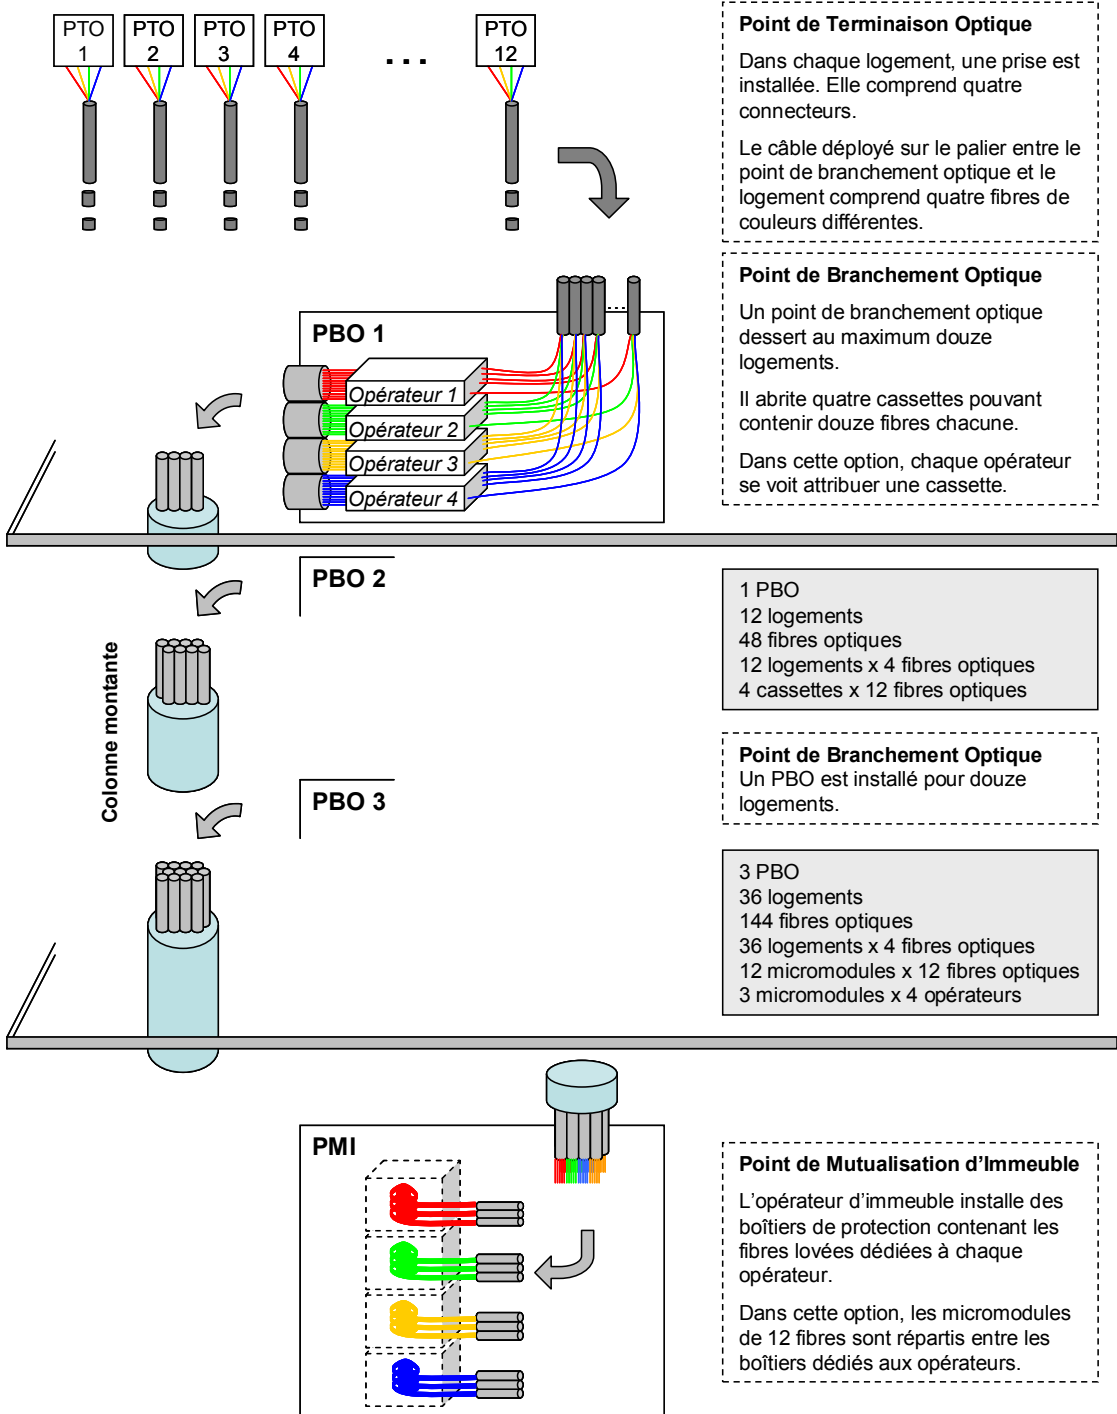 PTO
1
PTO
2
PTO
3
PTO
4
...
PTO
12
Point de Terminaison Optique
Dans chaque logement, une prise est
installée. Elle comprend quatre
connecteurs.
Le câble déployé sur le palier entre le
point de branchement optique et le
logement comprend quatre fibres de
couleurs différentes.
PBO 1
Opérateur 1
Opérateur 2
Opérateur 3
Opérateur 4
Point de Branchement Optique
Un point de branchement optique
dessert au maximum douze
logements.
Il abrite quatre cassettes pouvant
contenir douze fibres chacune.
Dans cette option, chaque opérateur
se voit attribuer une cassette.
PBO 2
1 PBO
12 logements
48 fibres optiques
12 logements x 4 fibres optiques
4 cassettes x 12 fibres optiques
Colonne montante
Point de Branchement Optique
Un PBO est installé pour douze
logements.
PBO 3
3 PBO
36 logements
144 fibres optiques
36 logements x 4 fibres optiques
12 micromodules x 12 fibres optiques
3 micromodules x 4 opérateurs
PMI
Point de Mutualisation d'Immeuble
L'opérateur d'immeuble installe des
boîtiers de protection contenant les
fibres lovées dédiées à chaque
opérateur.
Dans cette option, les micromodules
de 12 fibres sont répartis entre les
boîtiers dédiés aux opérateurs.